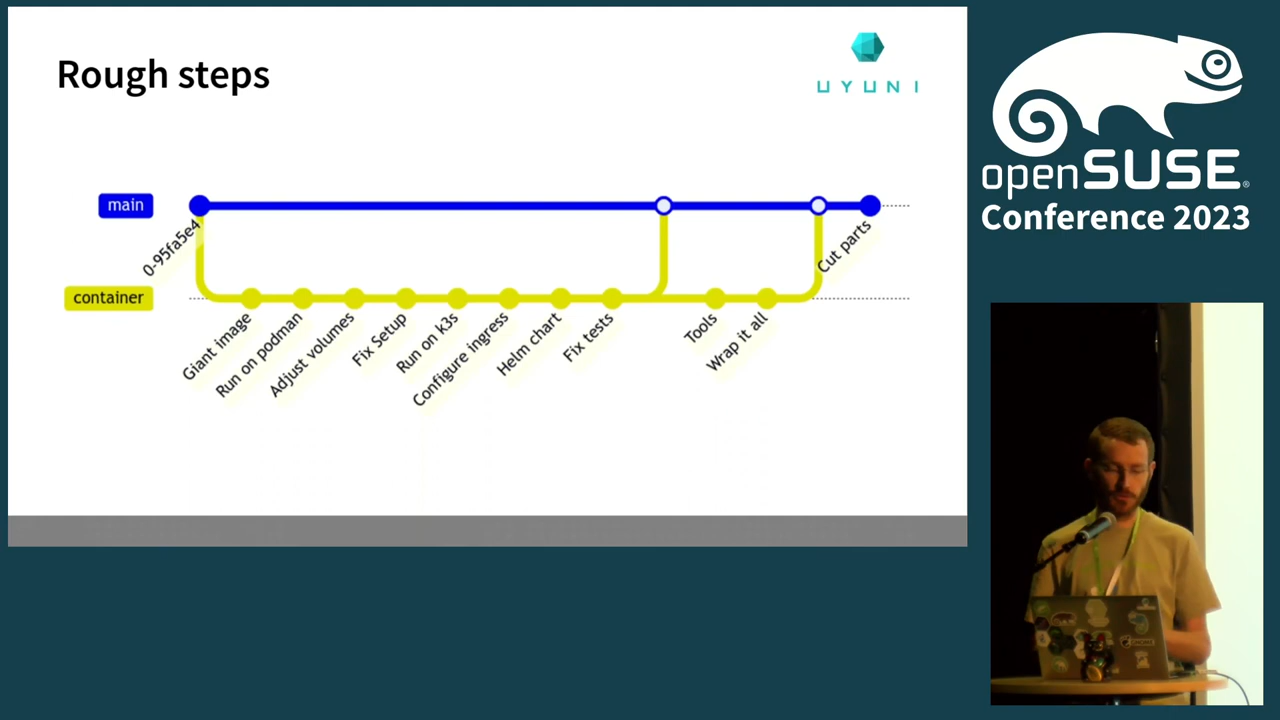 Rough steps
UYUNI
main
0-95fa5e4
Cut parts
container
Giant image
Run on podman
Adjust volumes
Fix Setup
Run on k3s
Configure ingress
Helm chart
Fix tests
Tools
Wrap it all
openSUSE®
Conference 2023